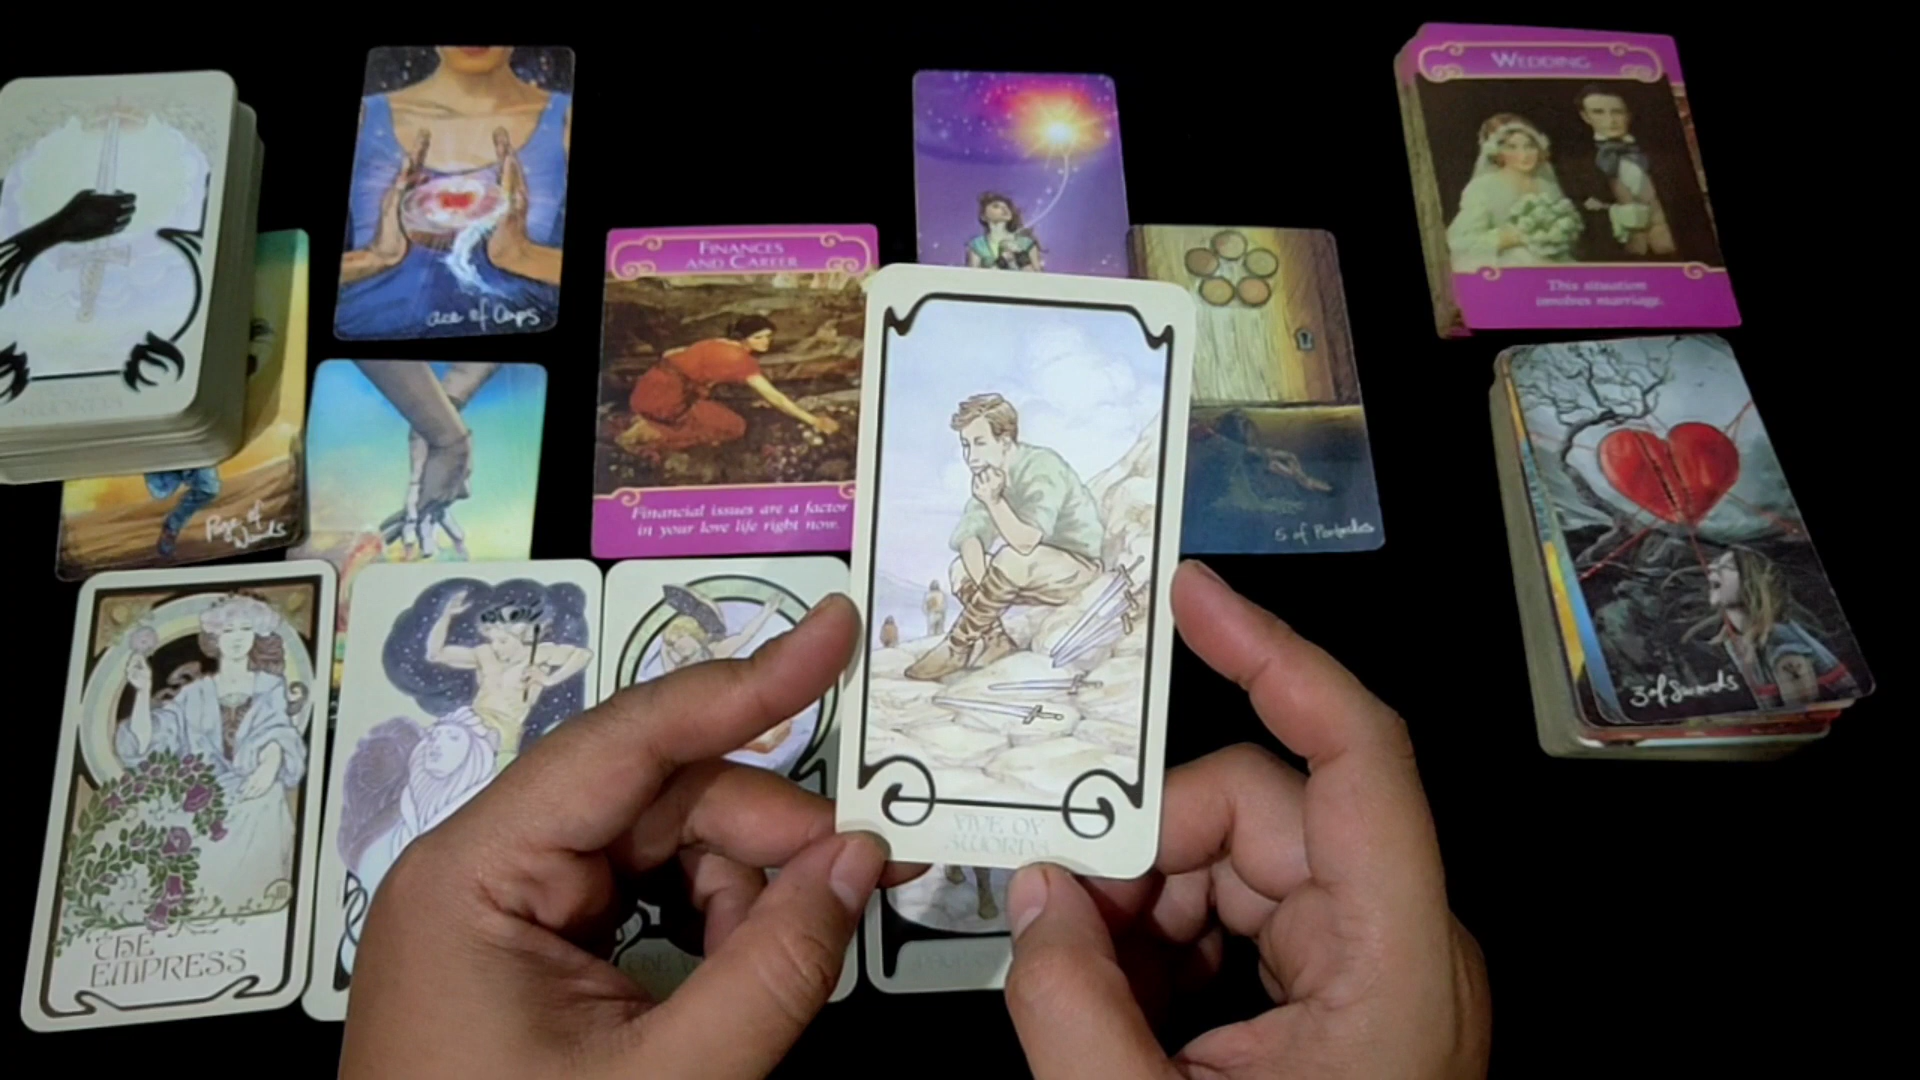 WEDDING
This situation
involves marriage.
ace of Cups
FINANCES
AND CAREER
Financial issues are a factor
in your love life right now.
Page of
Wands
5 of Pentacles
3 of Swords
FIVE OF
SWORDS
SWORDS
THE
EMPRESS